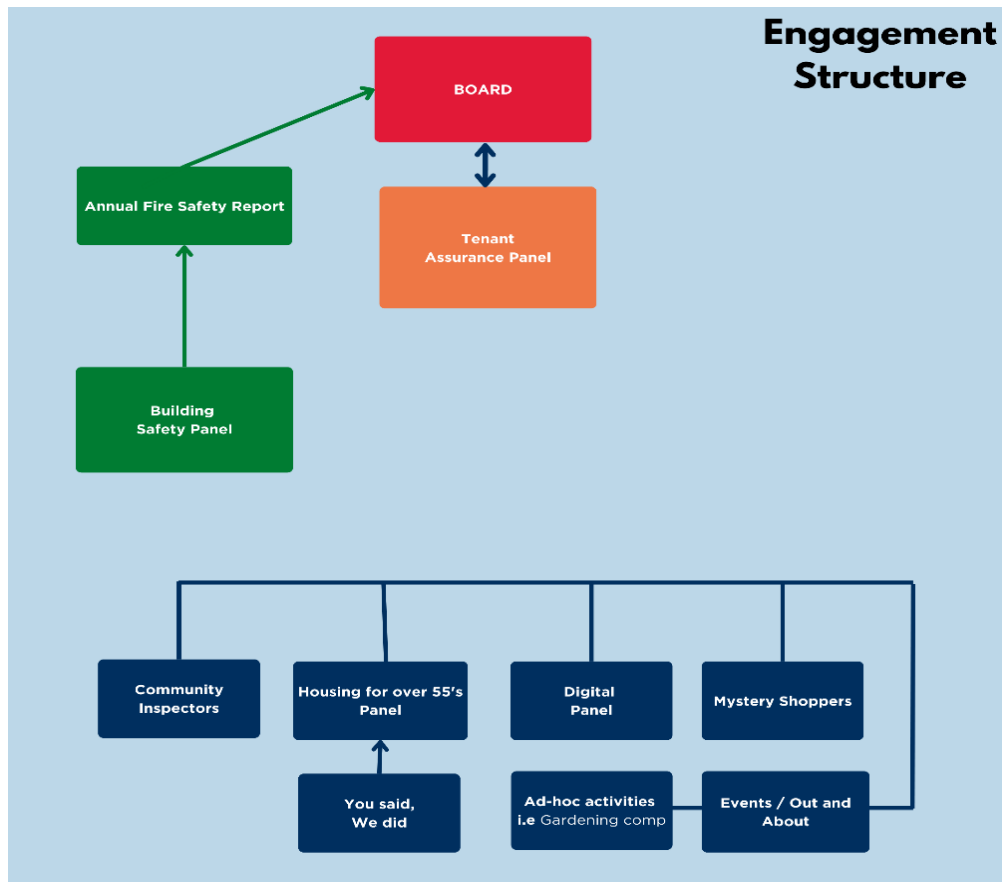 Engagement
Structure
BOARD
Annual Fire Safety Report
Tenant
Assurance Panel
Building
Safety Panel
Community
Inspectors
Housing for over 55's
Panel
Digital
Panel
Mystery Shoppers
You said,
We did
Ad-hoc activities
i.e Gardening comp
Events / Out and
About